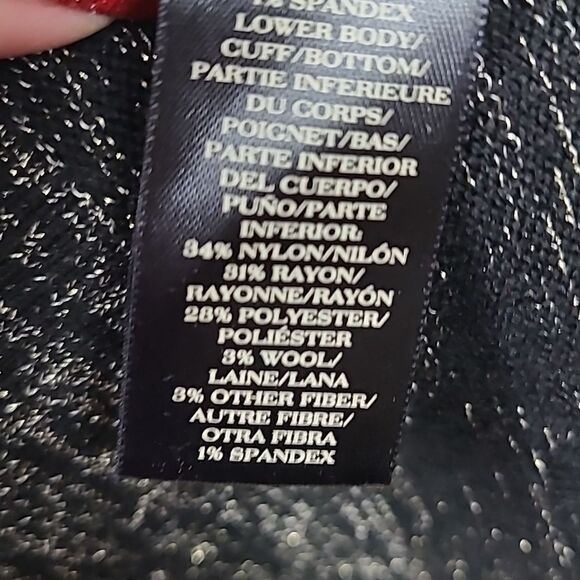 1% SPANDEX
LOWER BODY/
CUFF/BOTTOM/
PARTIE INFERIEURE
DU CORPS/
POIGNET/BAS/
PARTE INFERIOR
DEL CUERPO/
PUÑO/PARTE
INFERIOR:
34% NYLON/NILÓN
31% RAYON/
RAYONNE/RAYÓN
28% POLYESTER/
POLIÉSTER
3% WOOL/
LAINE/LANA
3% OTHER FIBER/
AUTRE FIBRE/
OTRA FIBRA
1% SPANDEX